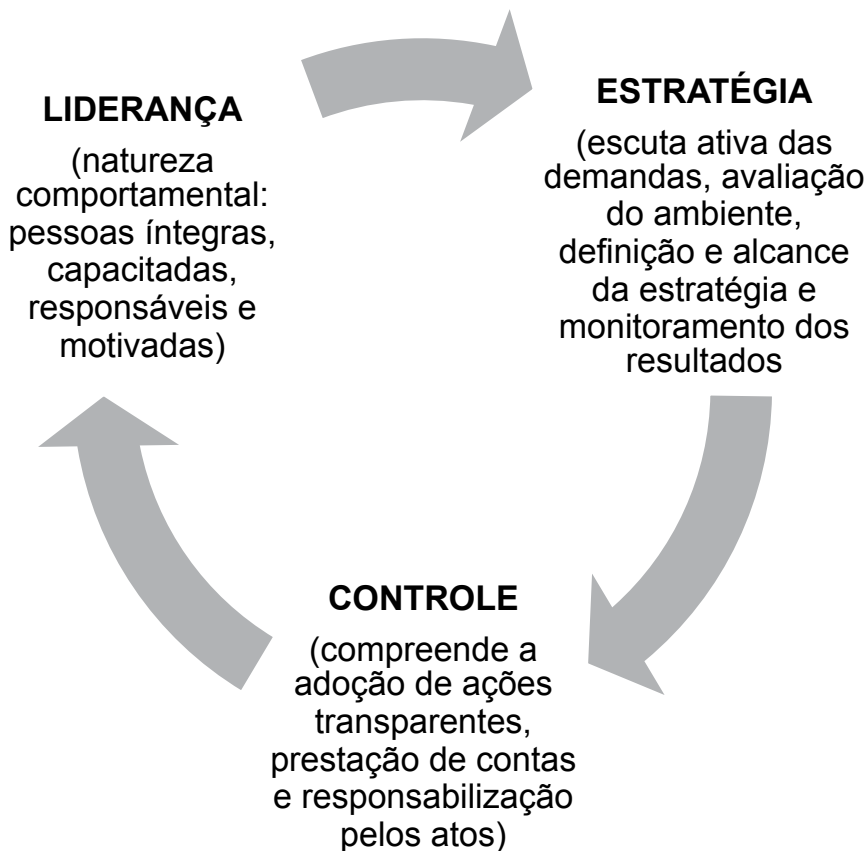 LIDERANÇA
(natureza
comportamental:
pessoas íntegras,
capacitadas,
responsáveis e
motivadas)
ESTRATÉGIA
(escuta ativa das
demandas, avaliação
do ambiente,
definição e alcance
da estratégia e
monitoramento dos
resultados
CONTROLE
(compreende a
adoção de ações
transparentes,
prestação de contas
e responsabilização
pelos atos)